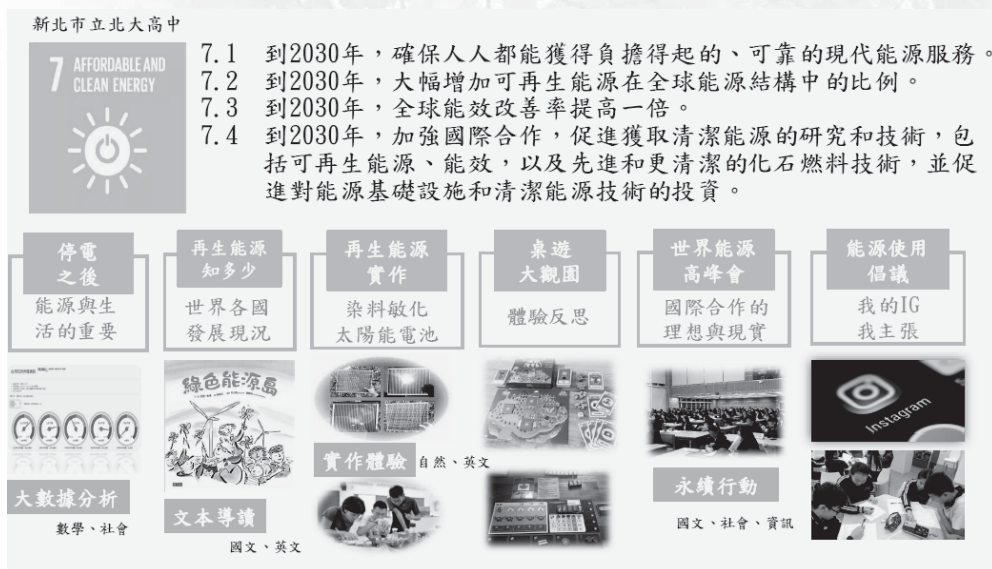 新北市立北大高中
7 AFFORDABLE AND
CLEAN ENERGY
7.1 到2030年，確保人人都能獲得負擔得起的、可靠的現代能源服務。
7.2 到2030年，大幅增加可再生能源在全球能源結構中的比例。
7.3 到2030年，全球能效改善率提高一倍。
7.4 到2030年，加強國際合作，促進獲取清潔能源的研究和技術，包
括可再生能源、能效，以及先進和更清潔的化石燃料技術，並促
進對能源基礎設施和清潔能源技術的投資。
停電
之後
能源與生
活的重要
再生能源
知多少
世界各國
發展現況
再生能源
實作
染料敏化
太陽能電池
桌遊
大觀園
體驗反思
世界能源
高峰會
國際合作的
理想與現實
能源使用
倡議
我的IG
我主張
綠色能源島
Instagram
大數據分析
數學、社會
文本導讀
國文、英文
實作體驗
自然、英文
永續行動
國文、社會、資訊